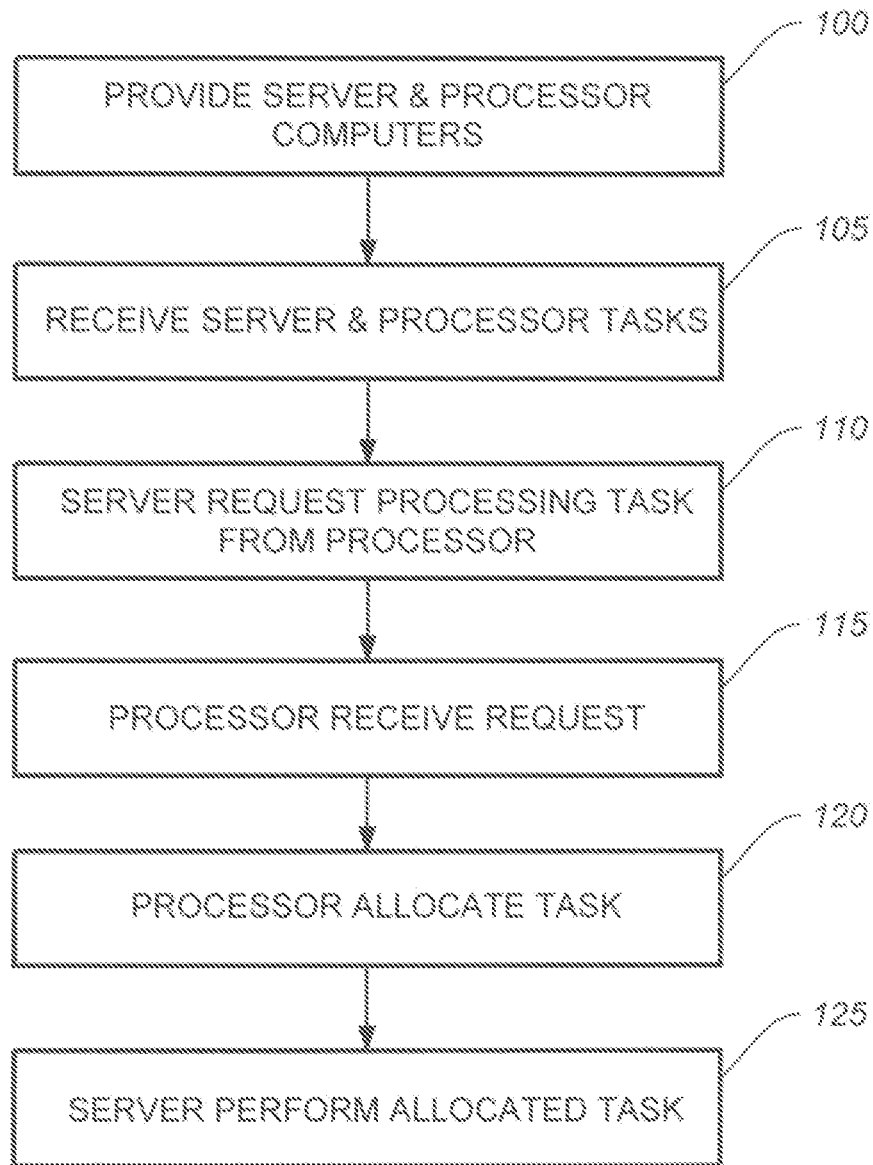 100
PROVIDE SERVER & PROCESSOR
COMPUTERS
105
RECEIVE SERVER & PROCESSOR TASKS
110
SERVER REQUEST PROCESSING TASK
FROM PROCESSOR
115
PROCESSOR RECEIVE REQUEST
120
PROCESSOR ALLOCATE TASK
125
SERVER PERFORM ALLOCATED TASK